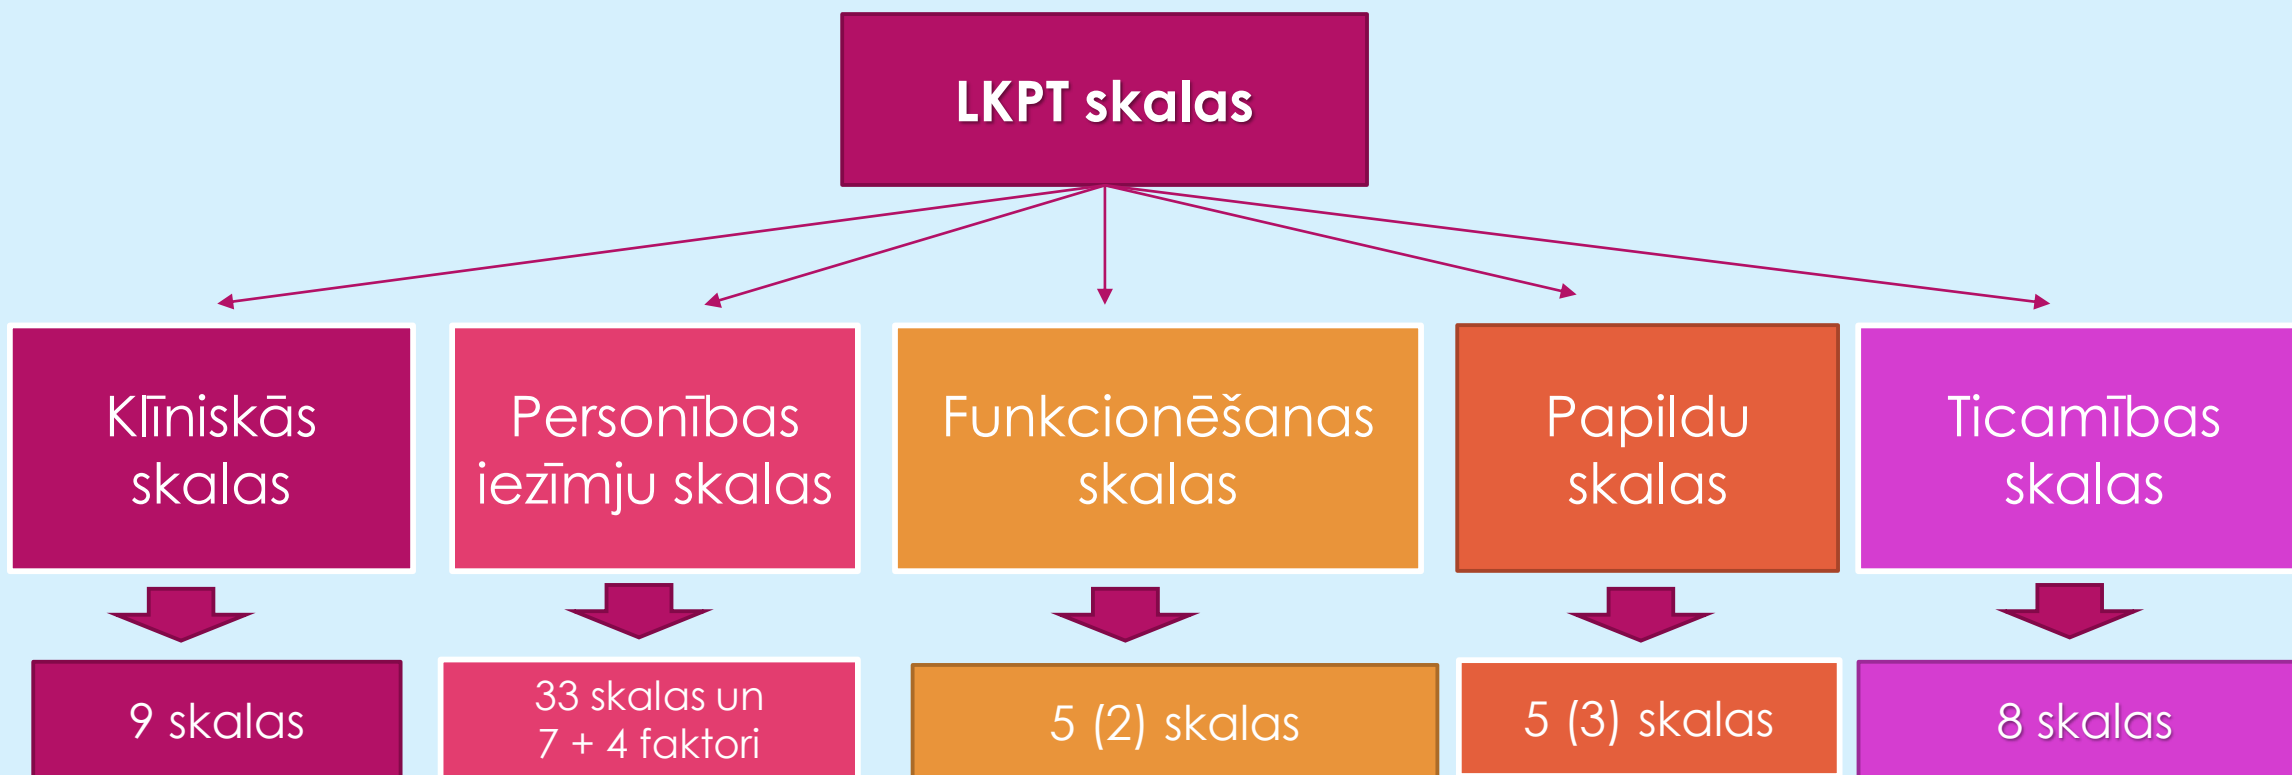 LKPT skalas
Klīniskās
skalas
Personības
iezīmju skalas
Funkcionēšanas
skalas
Papildu
skalas
Ticamības
skalas
9 skalas
33 skalas un
7 + 4 faktori
5 (2) skalas
5 (3) skalas
8 skalas